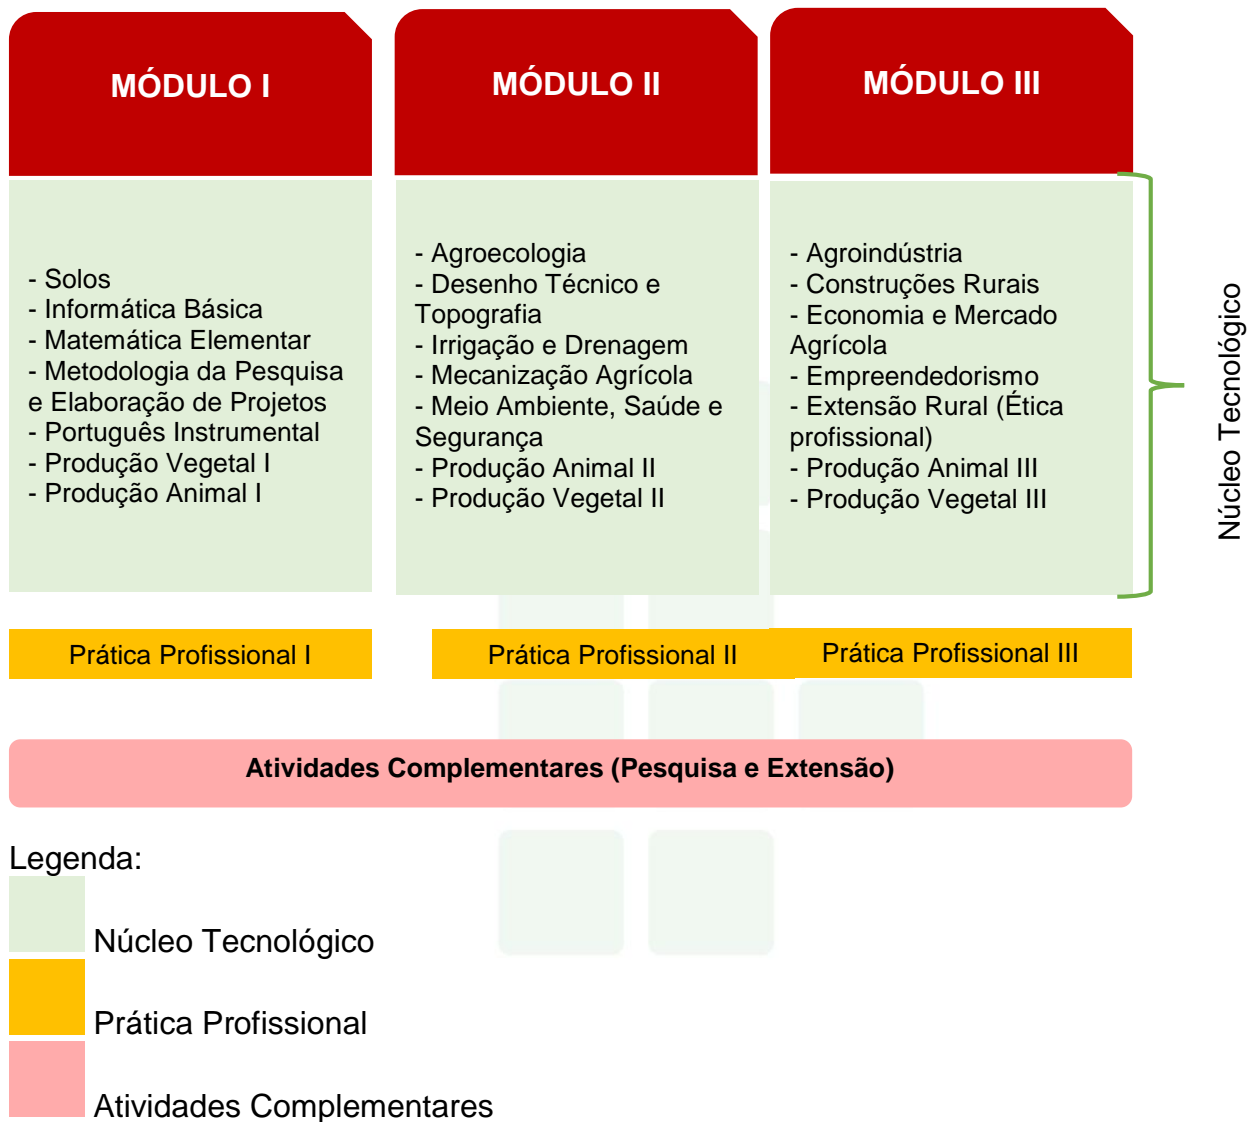 MÓDULO I
MÓDULO II
MÓDULO III
- Solos
- Informática Básica
- Matemática Elementar
- Metodologia da Pesquisa
e Elaboração de Projetos
- Português Instrumental
- Produção Vegetal I
- Produção Animal I
- Agroecologia
- Desenho Técnico e
Topografia
- Irrigação e Drenagem
- Mecanização Agrícola
- Meio Ambiente, Saúde e
Segurança
- Produção Animal II
- Produção Vegetal II
- Agroindústria
- Construções Rurais
- Economia e Mercado
Agrícola
- Empreendedorismo
- Extensão Rural (Ética
profissional)
- Produção Animal III
- Produção Vegetal III
Núcleo Tecnológico
Prática Profissional I
Prática Profissional II
Prática Profissional III
Atividades Complementares (Pesquisa e Extensão)
Legenda:
Núcleo Tecnológico
Prática Profissional
Atividades Complementares